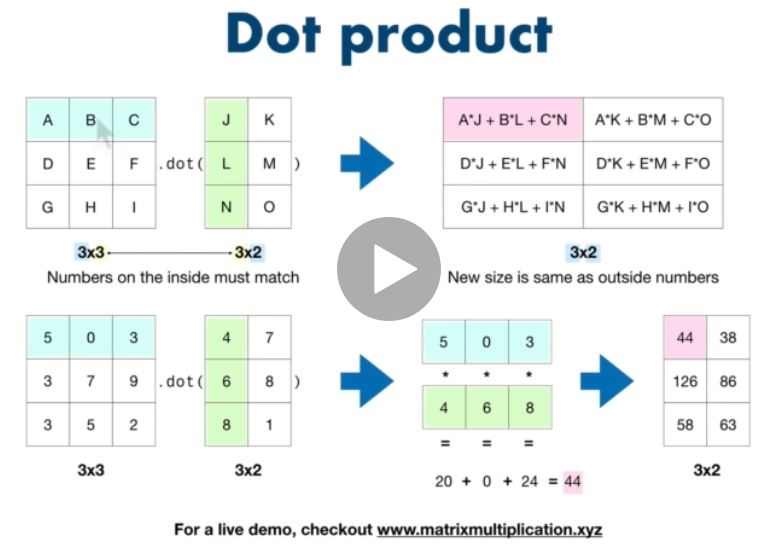 Dot product
A B C J K A*J + B*L + C*N A*K + B*M + C*O
D E F .dot( L M ) D*J + E*L + F*N D*K + E*M + F*O
G H I N O G*J + H*L + I*N G*K + H*M + I*O
3x3 3x2 3x2
Numbers on the inside must match New size is same as outside numbers
5 0 3 4 7 5 0 3 44 38
* * *
3 7 9 .dot( 6 8 ) 126 86
4 6 8
3 5 2 8 1 58 63
= = =
3x3 3x2 3x2
20 + 0 + 24 = 44
For a live demo, checkout www.matrixmultiplication.xyz